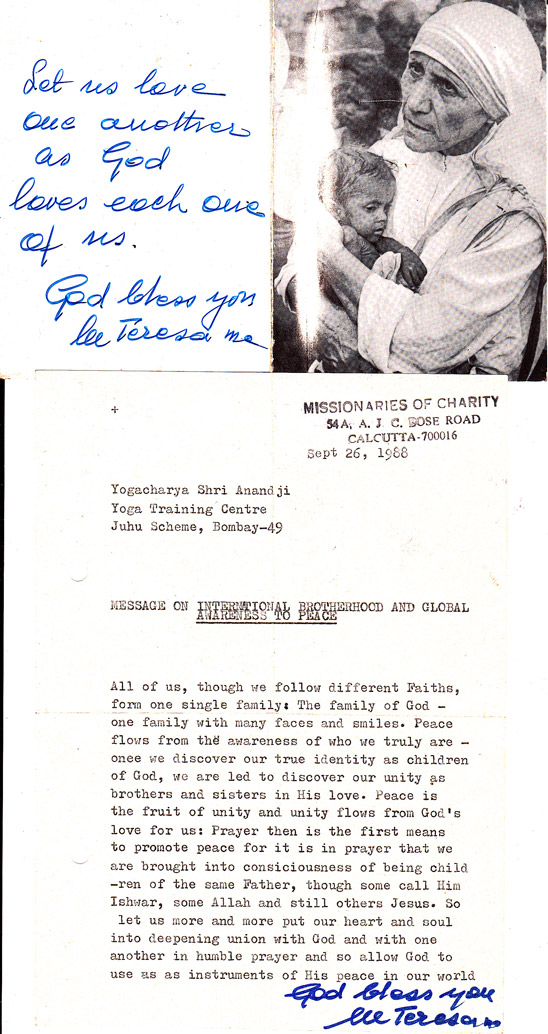 Let us love
one another
as God
loves each one
of us.
God bless you
lle Teresa mc
+
MISSIONARIES OF CHARITY
54A, A. J. C. BOSE ROAD
CALCUTTA-700016
Sept 26, 1988
Yogacharya Shri Anandji
Yoga Training Centre
Juhu Scheme, Bombay-49
MESSAGE ON INTERNTIONAL BROTHERHOOD AND GLOBAL
AWARENESS TO PEACE
All of us, though we follow different Faiths,
form one single family: The family of God -
one family with many faces and smiles. Peace
flows from the awareness of who we truly are -
onee we discover our true identity as children
of God, we are led to discover our unity as
brothers and sisters in His love. Peace is
the fruit of unity and unity flows from God's
love for us: Prayer then is the first means
to promote peace for it is in prayer that we
are brought into consiciousness of being child
-ren of the same Father, though some call Him
Ishwar, some Allah and still others Jesus. So
let us more and more put our heart and soul
into deepening union with God and with one
another in humble prayer and so allow God to
use as as instruments of His peace in our world
God bless you
lle Teresa mc